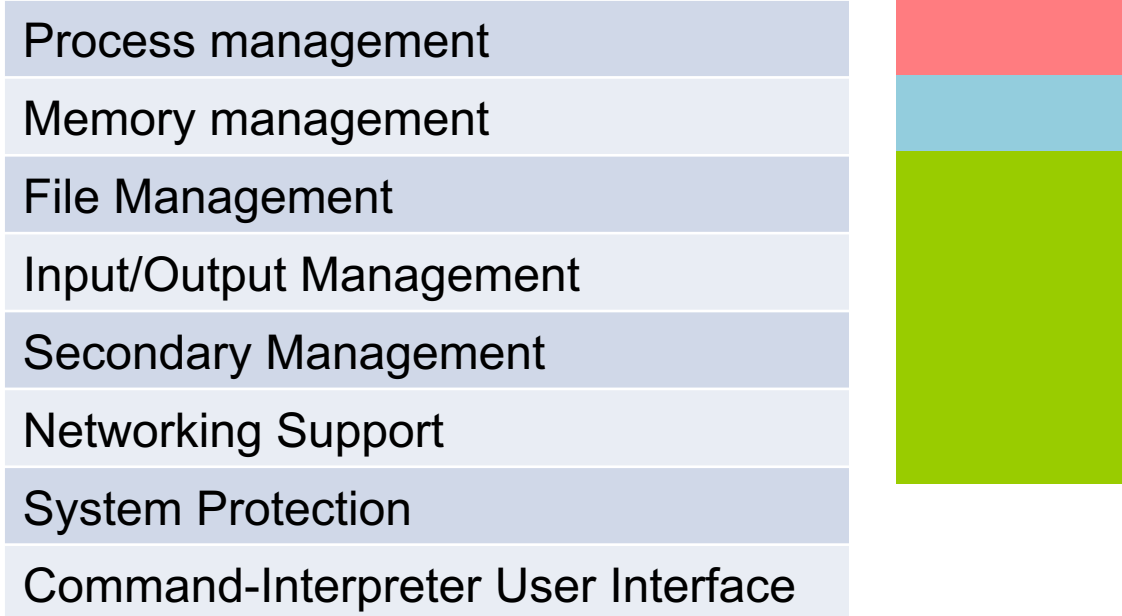 Process management
Memory management
File Management
Input/Output Management
Secondary Management
Networking Support
System Protection
Command-Interpreter User Interface